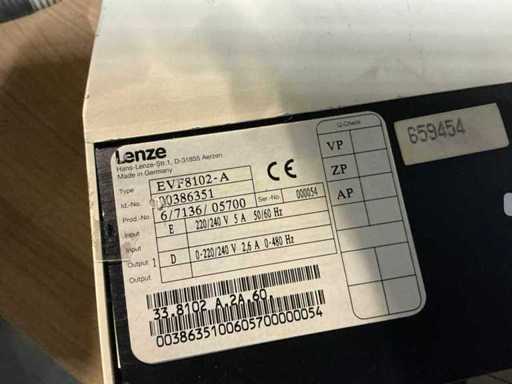 Lenze
Hans-Lenze-Str.1, D-31855 Aerzen
Made in Germany
CE
Type EVF8102-A
Id.-No. 00386351
Prod.-No. 6/7136/05700 Ser.-No. 000054
Input E 220/240 V 5 A 50/60 Hz
Input
Output 1 D 0-220/240 V 2,6 A 0-480 Hz
Output
33.8102 A.2A.60.
0038635100605700000054
Q-Check
VP
ZP
AP
659454